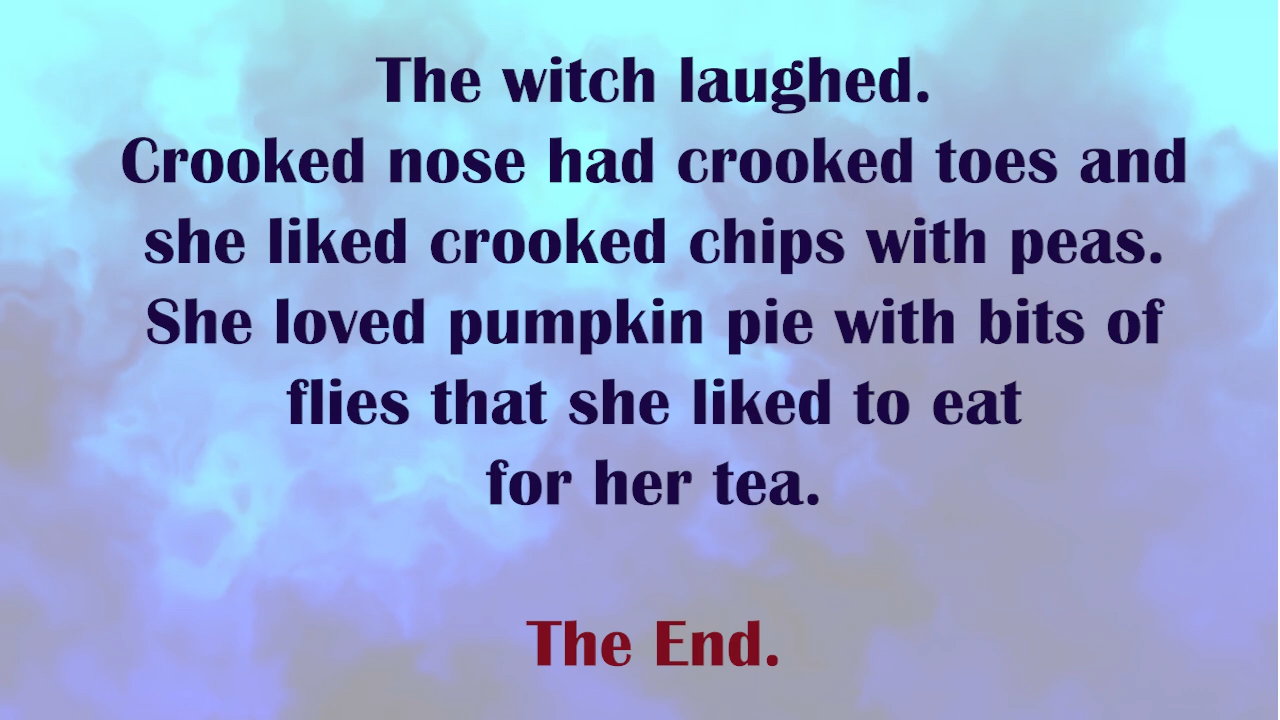 The witch laughed.
Crooked nose had crooked toes and
she liked crooked chips with peas.
She loved pumpkin pie with bits of
flies that she liked to eat
for her tea.
The End.